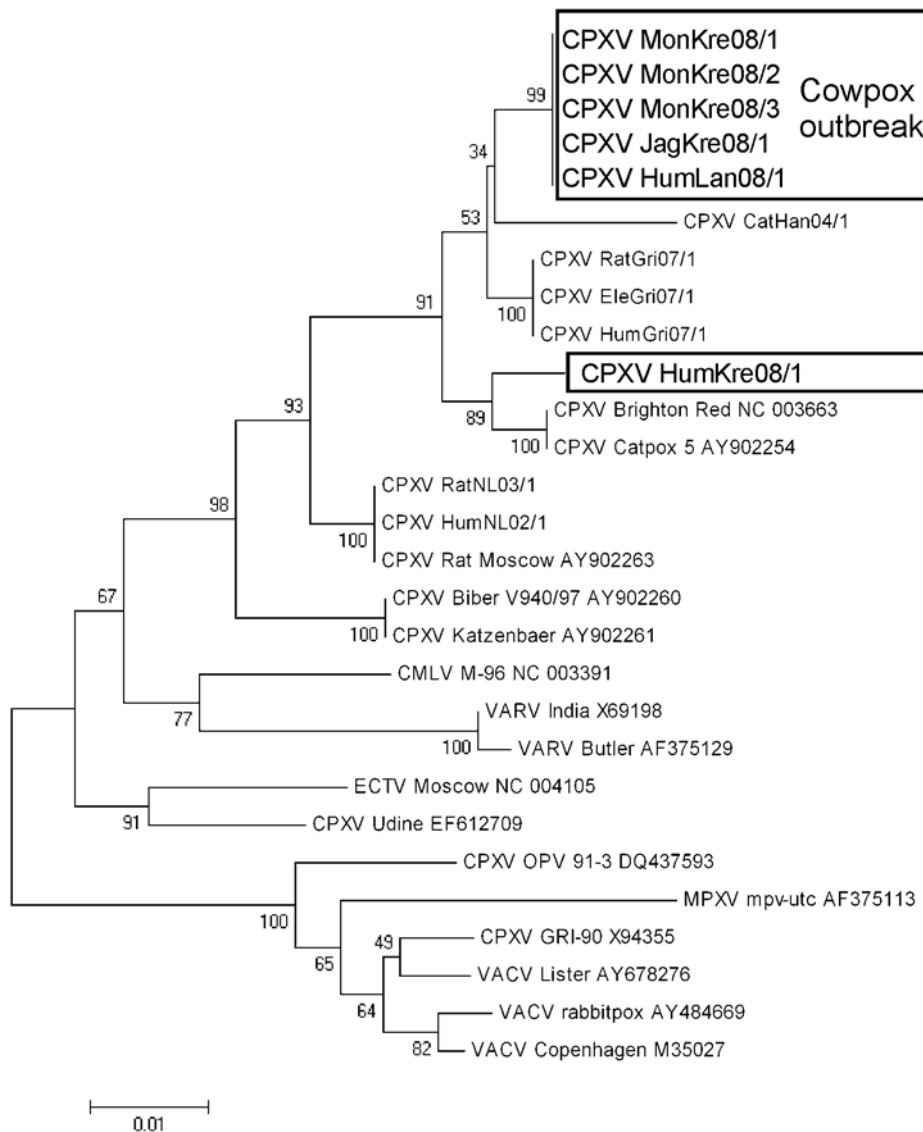 CPXV MonKre08/1
CPXV MonKre08/2
CPXV MonKre08/3
CPXV JagKre08/1
CPXV HumLan08/1
Cowpox
outbreak
99
34
CPXV CatHan04/1
53
CPXV RatGri07/1
CPXV EleGri07/1
100
CPXV HumGri07/1
91
CPXV HumKre08/1
89
CPXV Brighton Red NC 003663
100
CPXV Catpox 5 AY902254
93
CPXV RatNL03/1
CPXV HumNL02/1
100
CPXV Rat Moscow AY902263
98
CPXV Biber V940/97 AY902260
100
CPXV Katzenbaer AY902261
67
CMLV M-96 NC 003391
77
VARV India X69198
100
VARV Butler AF375129
ECTV Moscow NC 004105
91
CPXV Udine EF612709
CPXV OPV 91-3 DQ437593
100
MPXV mpv-utc AF375113
65
49
CPXV GRI-90 X94355
VACV Lister AY678276
64
VACV rabbitpox AY484669
82
VACV Copenhagen M35027
0.01